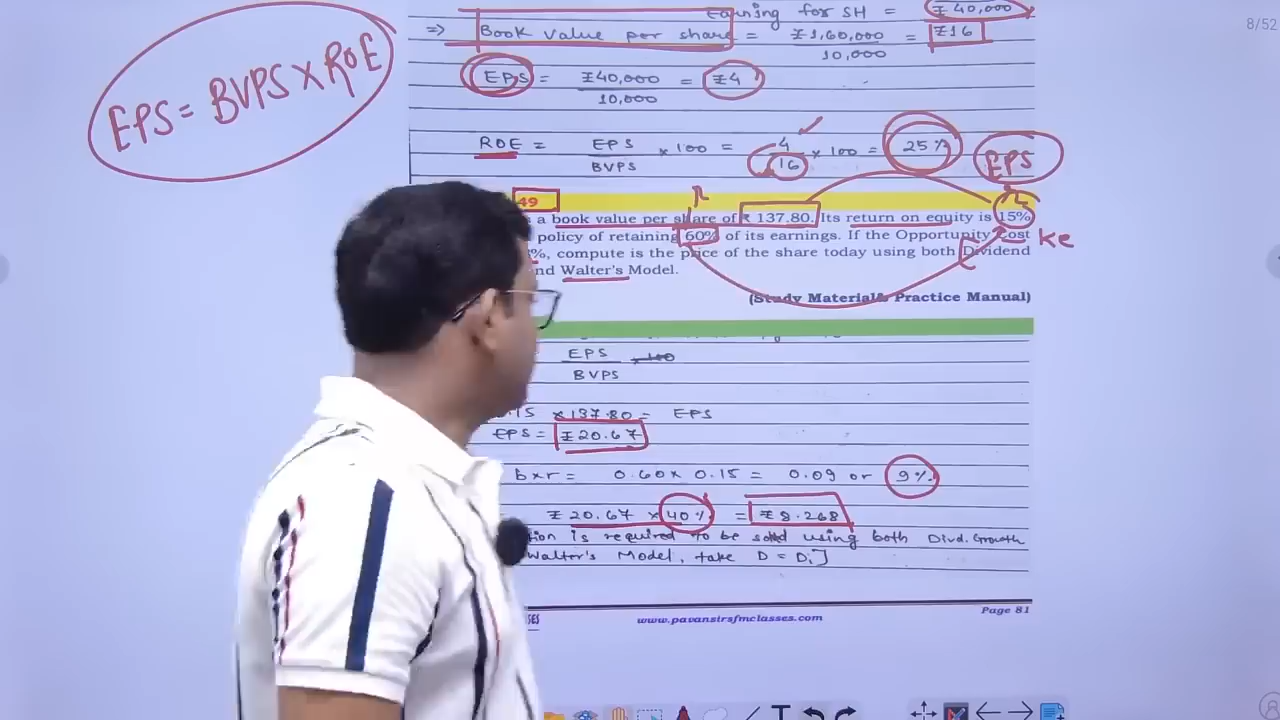 Earning for SH = ₹40,000
8/52
⇒ Book value per share = ₹1,60,000 = ₹16
10,000
EPS = BVPS X ROE
EPS = ₹40,000 = ₹4
10,000
ROE = EPS × 100 = 4 × 100 = 25%
BVPS 16
EPS
49
r
a book value per share of ₹ 137.80. Its return on equity is 15%
policy of retaining 60% of its earnings. If the Opportunity Cost
Ke
%, compute is the price of the share today using both Dividend
nd Walter's Model.
(Study Material& Practice Manual)
EPS ×100
BVPS
0.15 × 137.80 = EPS
EPS = ₹20.67
b×r = 0.60 × 0.15 = 0.09 or 9%
₹ 20.67 × 40% = ₹8.268
tion is required to be solved using both Divd. Growth
Walter's Model, take D = D₁]
SES
www.pavansirsfmclasses.com
Page 81
T